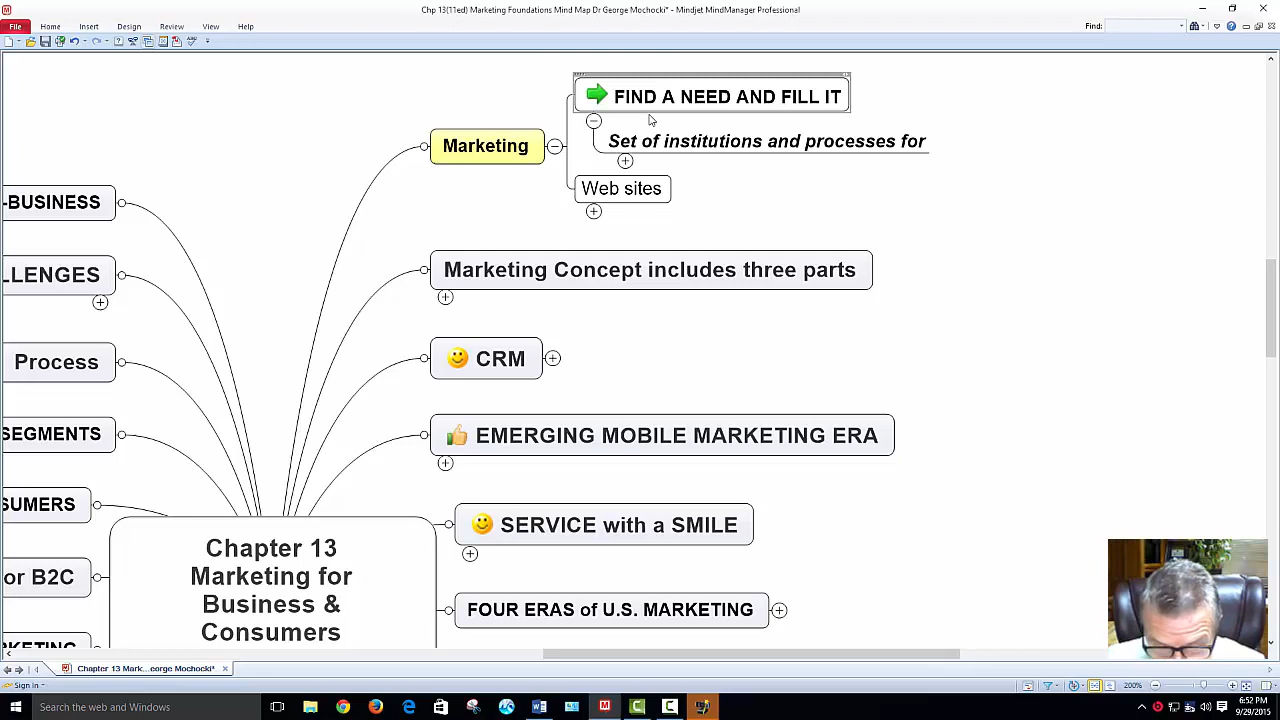 Chp 13(11ed) Marketing Foundations Mind Map Dr George Mochocki* - Mindjet MindManager Professional
File
Home
Insert
Design
Review
View
Help
Find:
FIND A NEED AND FILL IT
Set of institutions and processes for
Marketing
Web sites
-BUSINESS
Marketing Concept includes three parts
LLENGES
CRM
Process
EMERGING MOBILE MARKETING ERA
SEGMENTS
SUMERS
SERVICE with a SMILE
Chapter 13
Marketing for
Business &
Consumers
or B2C
FOUR ERAS of U.S. MARKETING
RKETING
Chapter 13 Mark...eorge Mochocki*
Sign In
200%
Search the web and Windows
6:52 PM
9/29/2015